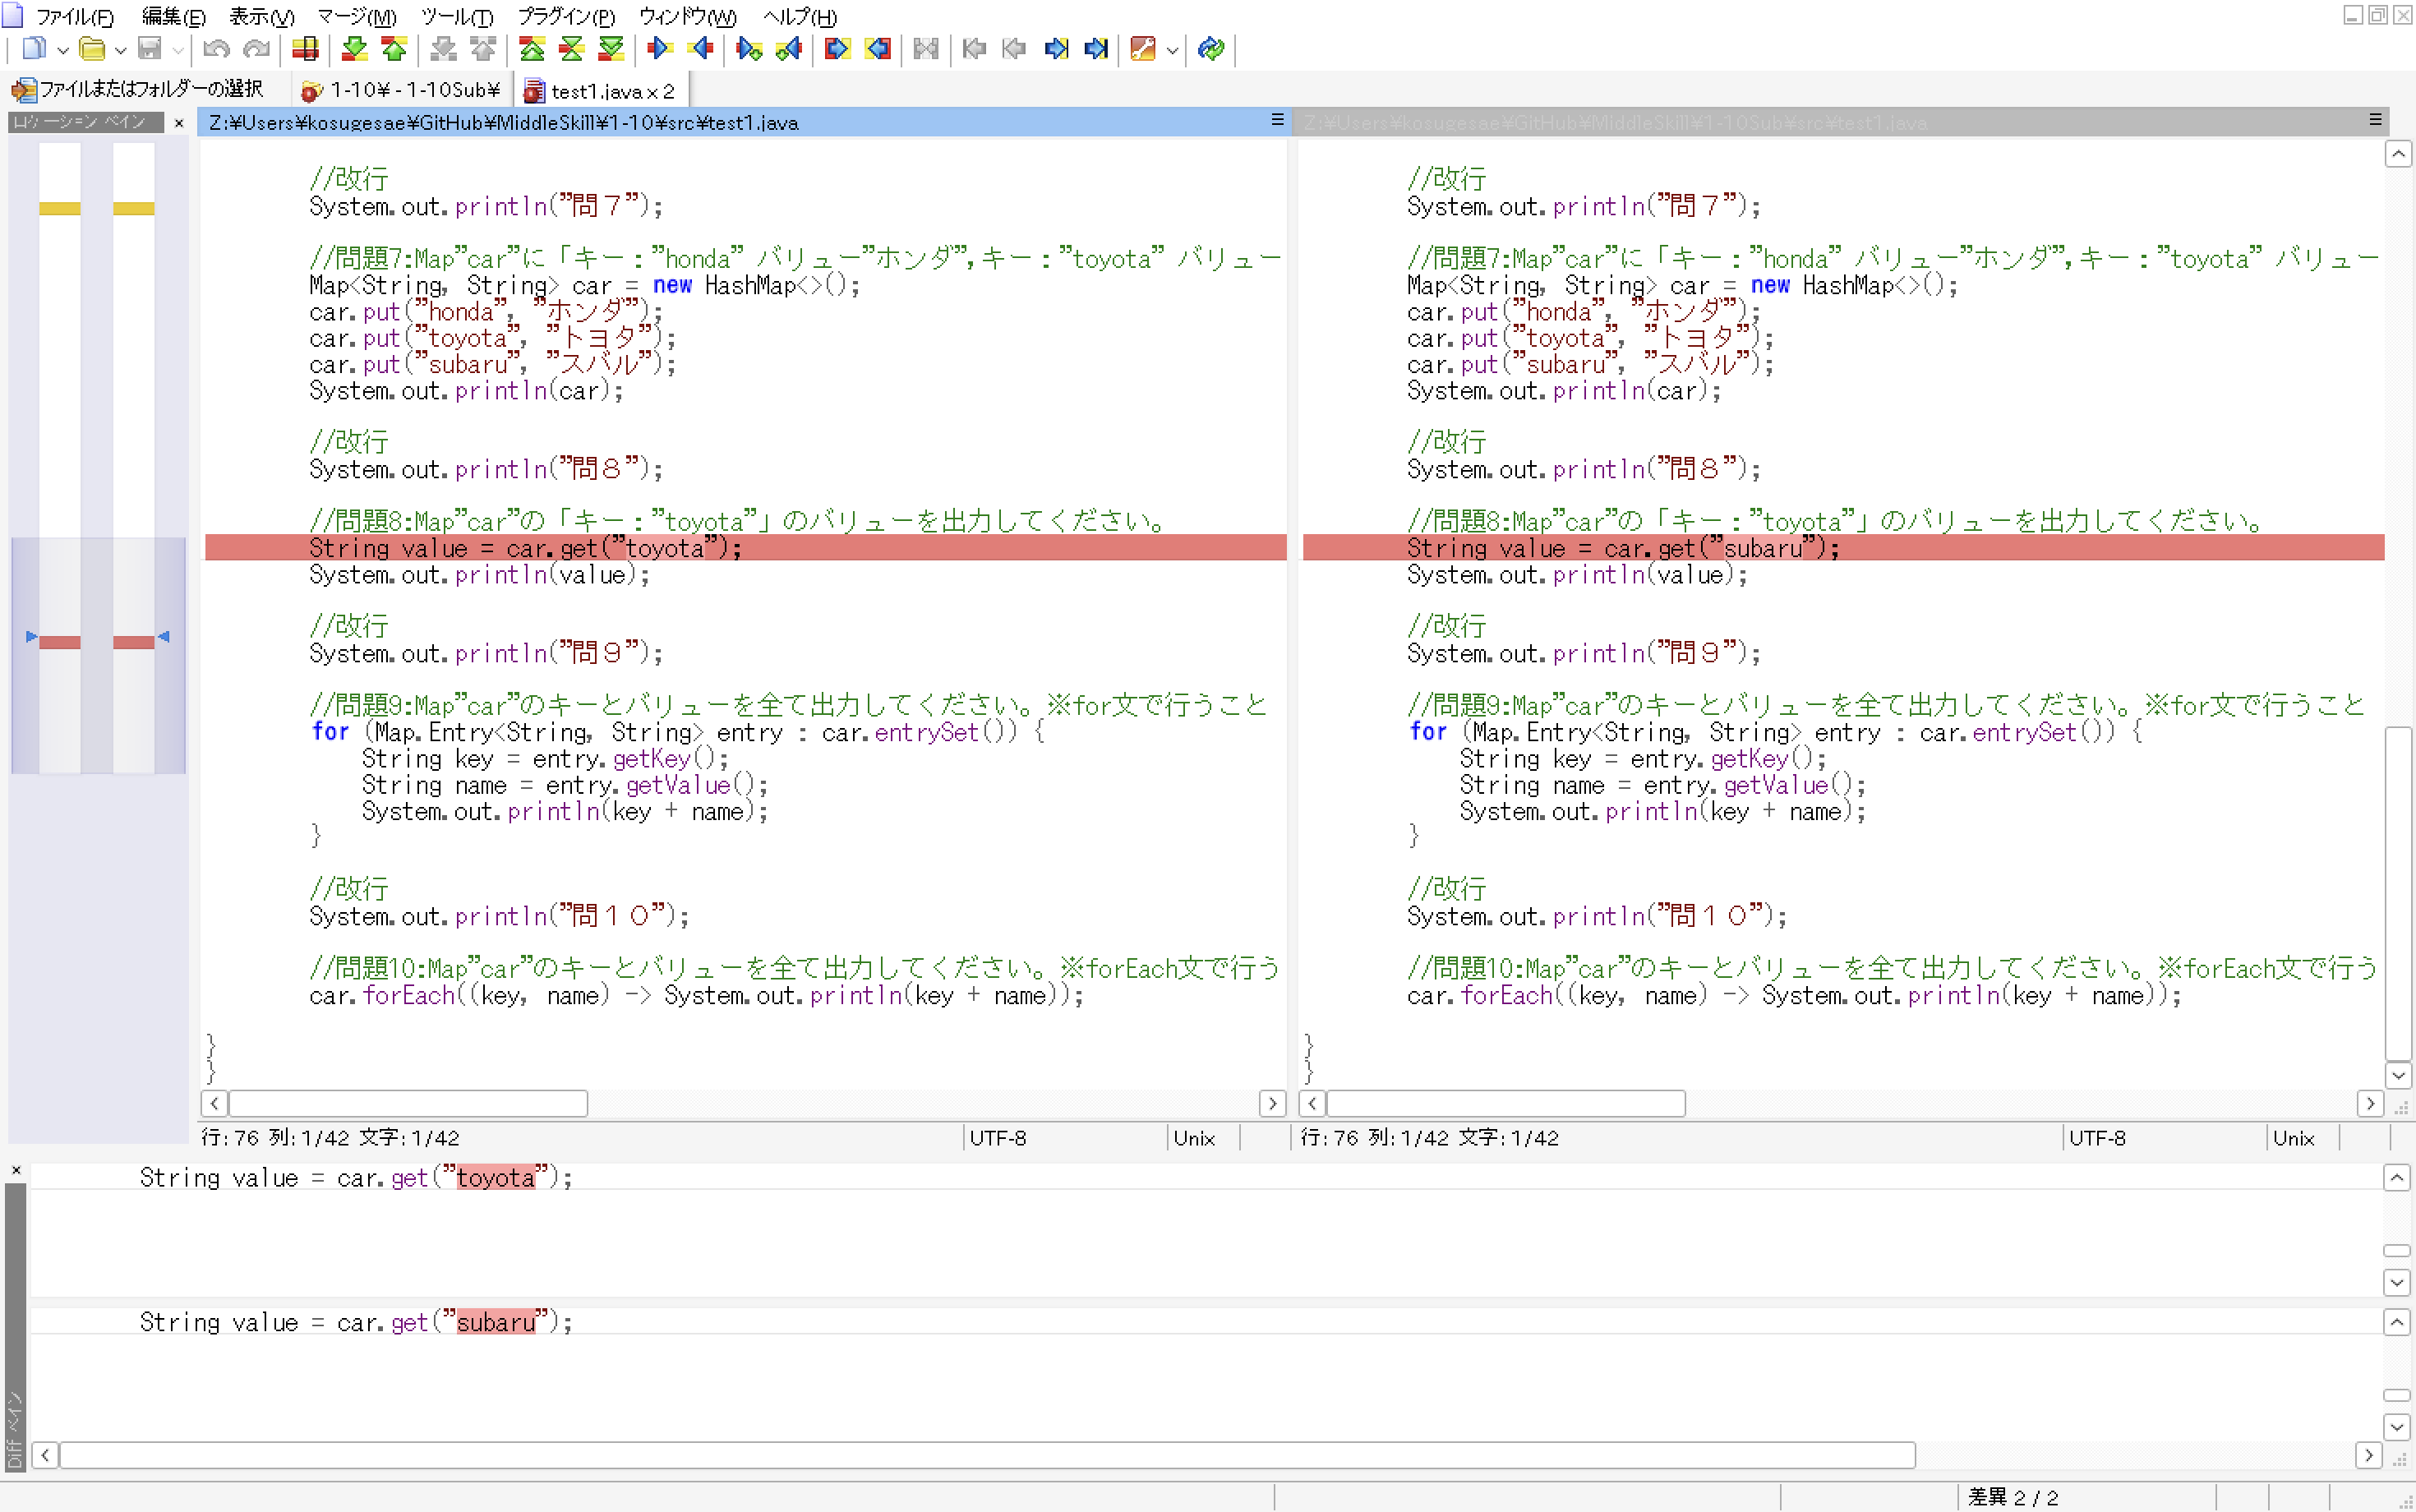 ファイル(F) 編集(E) 表示(V) マージ(M) ツール(T) プラグイン(P) ウィンドウ(W) ヘルプ(H)
ファイルまたはフォルダーの選択 1-10¥ - 1-10Sub¥ test1.java x 2
ロケーション ペイン
Z:¥Users¥kosugesae¥GitHub¥MiddleSkill¥1-10¥src¥test1.java
//改行
System.out.println("問７");
//問題7:Map"car"に「キー："honda" バリュー"ホンダ",キー："toyota" バリュー
Map<String, String> car = new HashMap<>();
car.put("honda", "ホンダ");
car.put("toyota", "トヨタ");
car.put("subaru", "スバル");
System.out.println(car);
//改行
System.out.println("問８");
//問題8:Map"car"の「キー："toyota"」のバリューを出力してください。
String value = car.get("toyota");
System.out.println(value);
//改行
System.out.println("問９");
//問題9:Map"car"のキーとバリューを全て出力してください。※for文で行うこと
for (Map.Entry<String, String> entry : car.entrySet()) {
String key = entry.getKey();
String name = entry.getValue();
System.out.println(key + name);
}
//改行
System.out.println("問１０");
//問題10:Map"car"のキーとバリューを全て出力してください。※forEach文で行う
car.forEach((key, name) -> System.out.println(key + name));
}
}
行: 76 列: 1/42 文字: 1/42 UTF-8 Unix
Z:¥Users¥kosugesae¥GitHub¥MiddleSkill¥1-10Sub¥src¥test1.java
//改行
System.out.println("問７");
//問題7:Map"car"に「キー："honda" バリュー"ホンダ",キー："toyota" バリュー
Map<String, String> car = new HashMap<>();
car.put("honda", "ホンダ");
car.put("toyota", "トヨタ");
car.put("subaru", "スバル");
System.out.println(car);
//改行
System.out.println("問８");
//問題8:Map"car"の「キー："toyota"」のバリューを出力してください。
String value = car.get("subaru");
System.out.println(value);
//改行
System.out.println("問９");
//問題9:Map"car"のキーとバリューを全て出力してください。※for文で行うこと
for (Map.Entry<String, String> entry : car.entrySet()) {
String key = entry.getKey();
String name = entry.getValue();
System.out.println(key + name);
}
//改行
System.out.println("問１０");
//問題10:Map"car"のキーとバリューを全て出力してください。※forEach文で行う
car.forEach((key, name) -> System.out.println(key + name));
}
}
行: 76 列: 1/42 文字: 1/42 UTF-8 Unix
Diff ペイン
String value = car.get("toyota");
String value = car.get("subaru");
差異 2 / 2